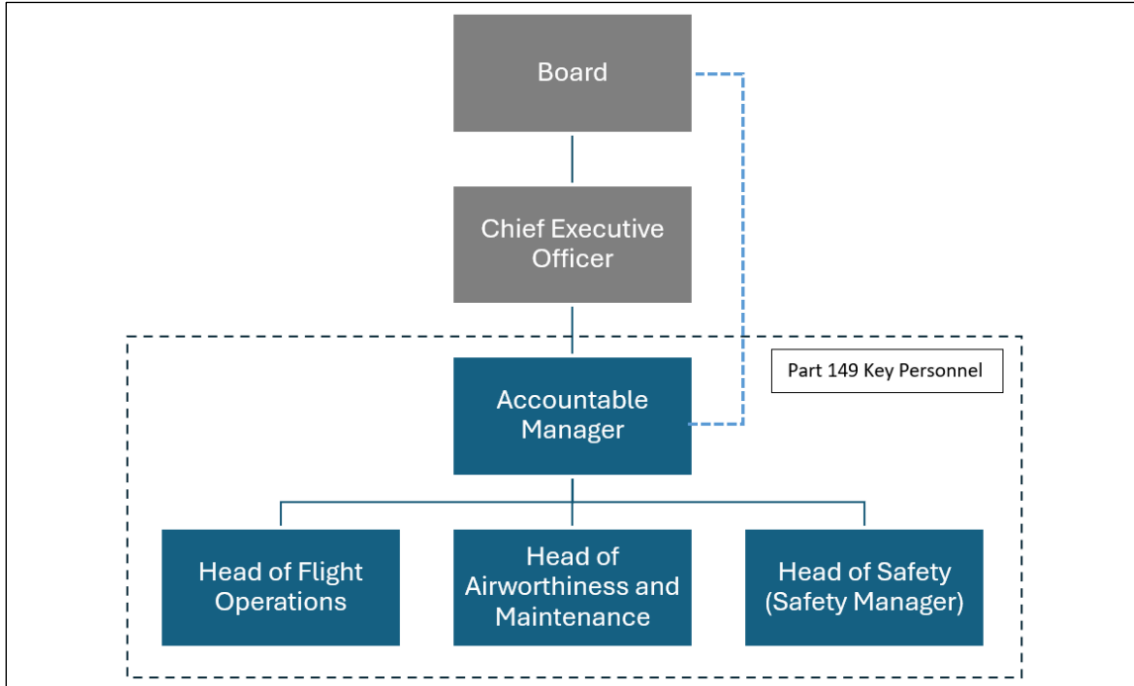 Board
Chief Executive
Officer
Part 149 Key Personnel
Accountable
Manager
Head of Flight
Operations
Head of
Airworthiness and
Maintenance
Head of Safety
(Safety Manager)